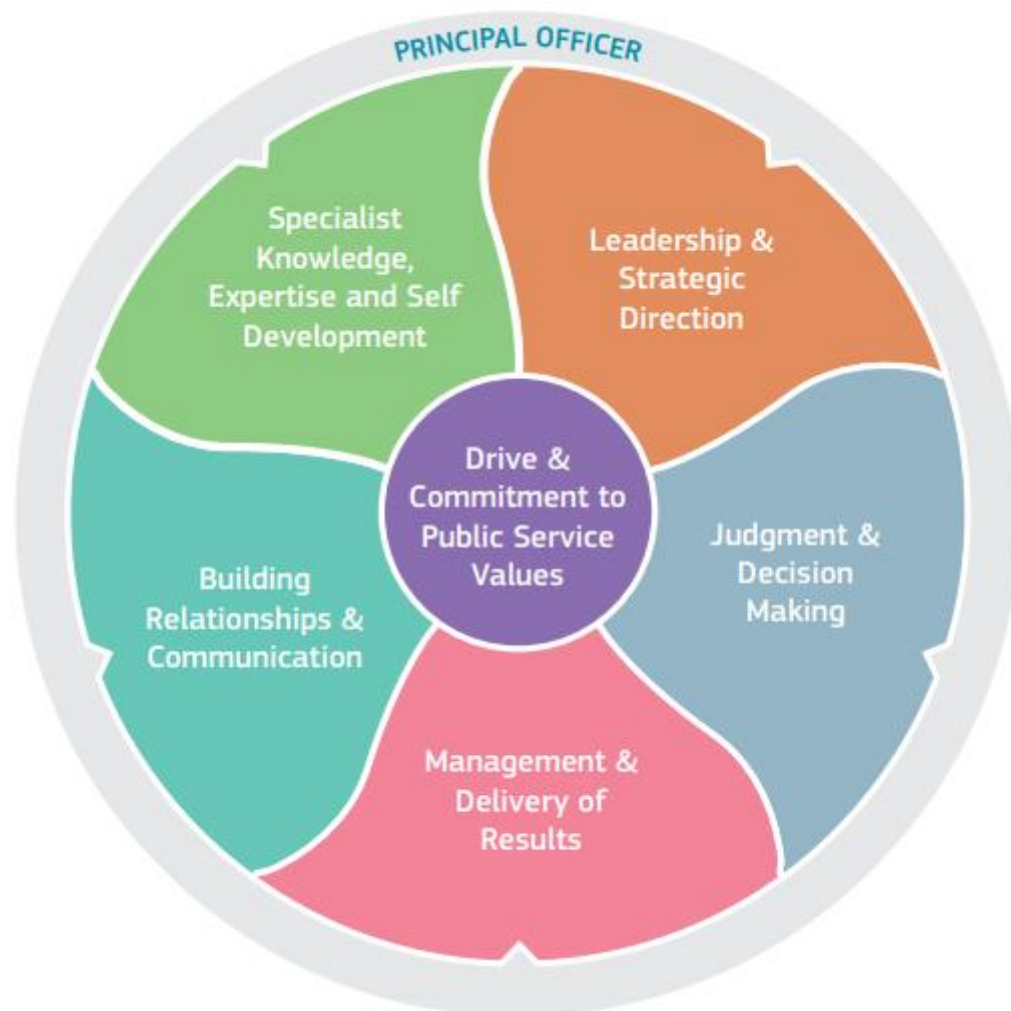 PRINCIPAL OFFICER
Specialist
Knowledge,
Expertise and Self
Development
Leadership &
Strategic
Direction
Drive &
Commitment to
Public Service
Values
Judgment &
Decision
Making
Building
Relationships &
Communication
Management &
Delivery of
Results